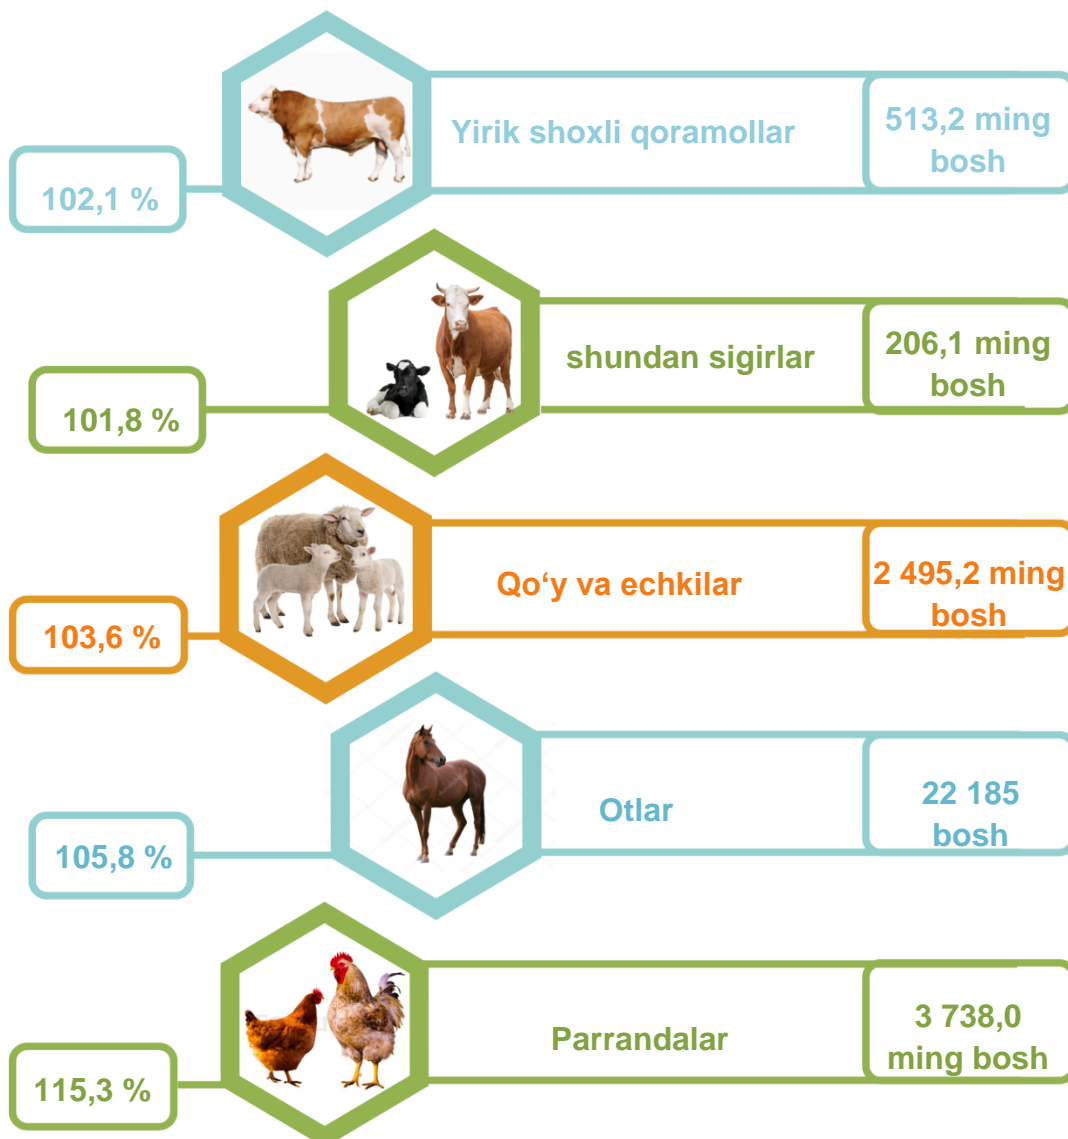 Yirik shoxli qoramollar
513,2 ming
bosh
102,1 %
shundan sigirlar
206,1 ming
bosh
101,8 %
Qo‘y va echkilar
2 495,2 ming
bosh
103,6 %
Otlar
22 185
bosh
105,8 %
Parrandalar
3 738,0
ming bosh
115,3 %